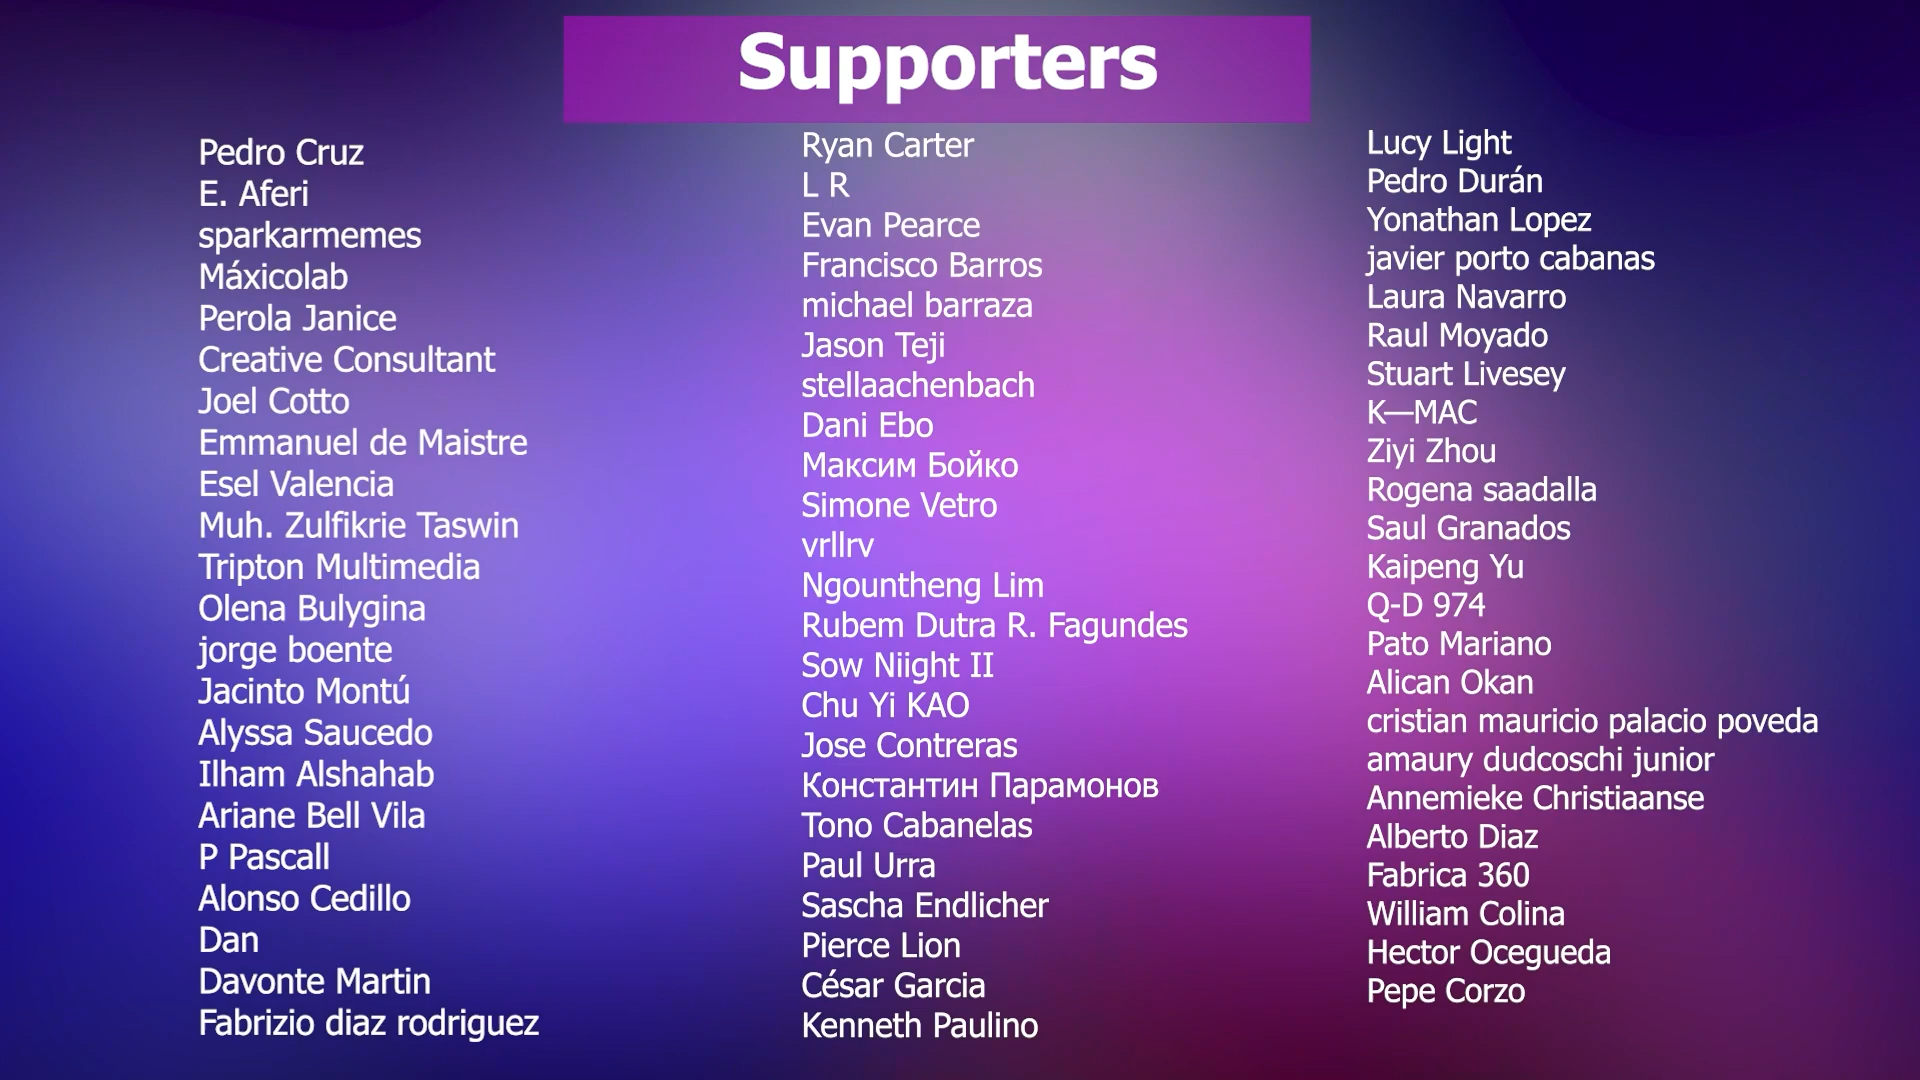 Supporters
Pedro Cruz
E. Aferi
sparkarmemes
Máxicolab
Perola Janice
Creative Consultant
Joel Cotto
Emmanuel de Maistre
Esel Valencia
Muh. Zulfikrie Taswin
Tripton Multimedia
Olena Bulygina
jorge boente
Jacinto Montú
Alyssa Saucedo
Ilham Alshahab
Ariane Bell Vila
P Pascall
Alonso Cedillo
Dan
Davonte Martin
Fabrizio diaz rodriguez
Ryan Carter
L R
Evan Pearce
Francisco Barros
michael barraza
Jason Teji
stellaachenbach
Dani Ebo
Максим Бойко
Simone Vetro
vrllrv
Ngountheng Lim
Rubem Dutra R. Fagundes
Sow Niight II
Chu Yi KAO
Jose Contreras
Константин Парамонов
Tono Cabanelas
Paul Urra
Sascha Endlicher
Pierce Lion
César Garcia
Kenneth Paulino
Lucy Light
Pedro Durán
Yonathan Lopez
javier porto cabanas
Laura Navarro
Raul Moyado
Stuart Livesey
K—MAC
Ziyi Zhou
Rogena saadalla
Saul Granados
Kaipeng Yu
Q-D 974
Pato Mariano
Alican Okan
cristian mauricio palacio poveda
amaury dudcoschi junior
Annemieke Christiaanse
Alberto Diaz
Fabrica 360
William Colina
Hector Ocegueda
Pepe Corzo